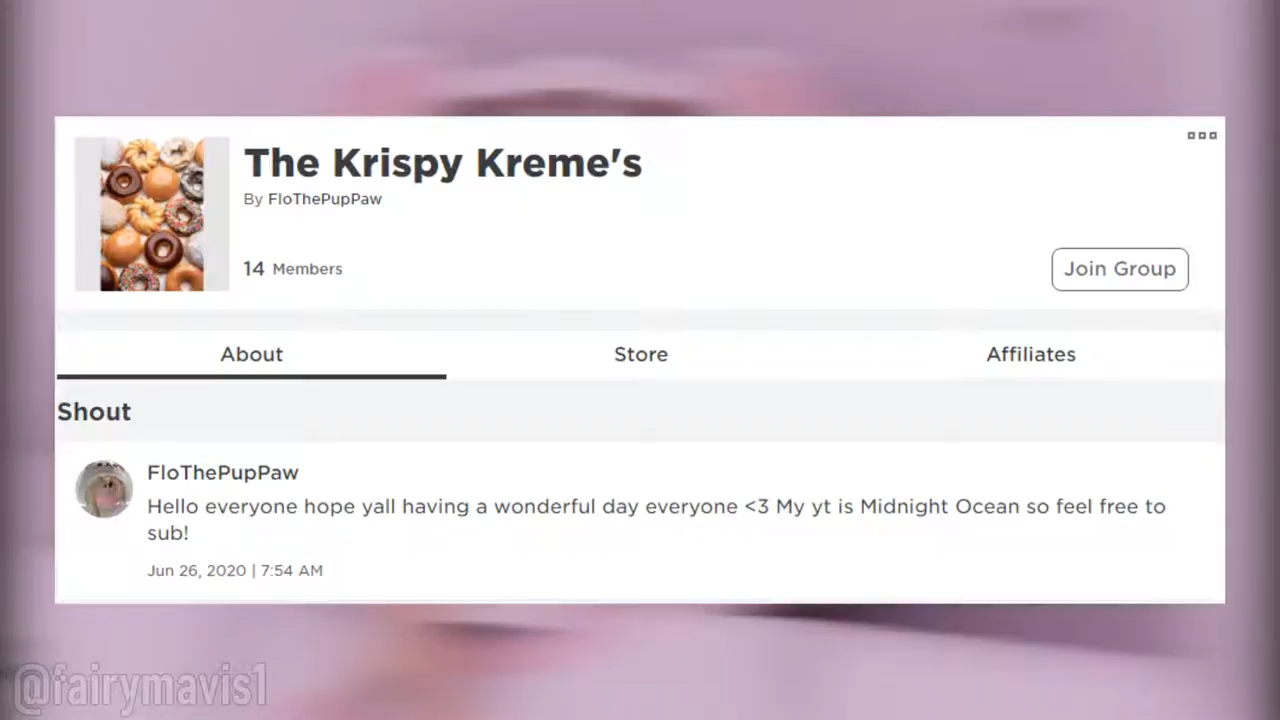 The Krispy Kreme's
By FloThePupPaw
14 Members
Join Group
About
Store
Affiliates
Shout
FloThePupPaw
Hello everyone hope yall having a wonderful day everyone <3 My yt is Midnight Ocean so feel free to
sub!
Jun 26, 2020 | 7:54 AM
@fairymavis1